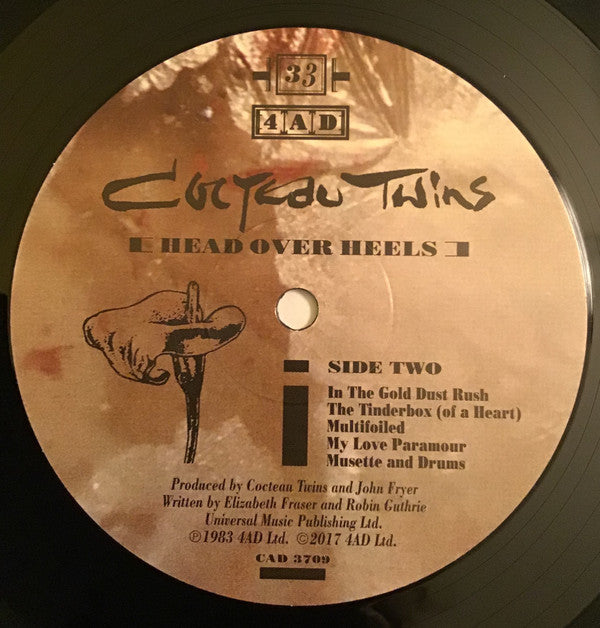 33
4AD
Cocteau Twins
HEAD OVER HEELS
SIDE TWO
In The Gold Dust Rush
The Tinderbox (of a Heart)
Multifoiled
My Love Paramour
Musette and Drums
Produced by Cocteau Twins and John Fryer
Written by Elizabeth Fraser and Robin Guthrie
Universal Music Publishing Ltd.
℗1983 4AD Ltd. ©2017 4AD Ltd.
CAD 3709